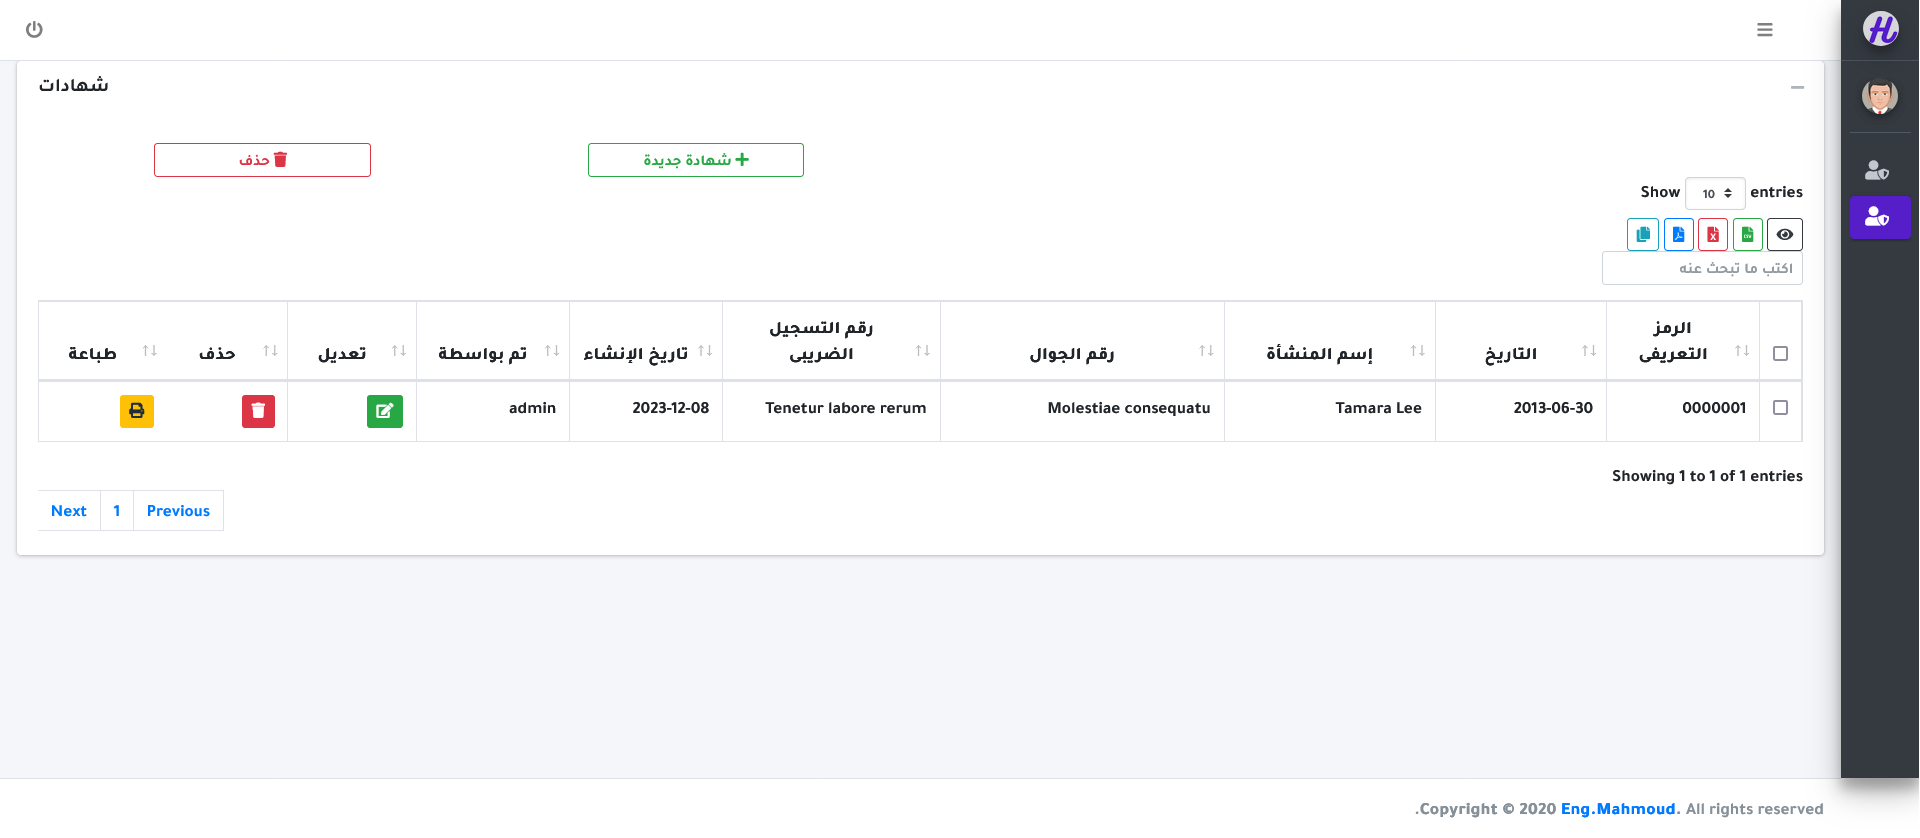 شهادات
شهادة جديدة
حذف
Show 10 entries
اكتب ما تبحث عنه
الرمز التعريفى
التاريخ
إسم المنشأة
رقم الجوال
رقم التسجيل الضريبى
تاريخ الإنشاء
تم بواسطة
تعديل
حذف
طباعة
0000001
2013-06-30
Tamara Lee
Molestiae consequatu
Tenetur labore rerum
2023-12-08
admin
Showing 1 to 1 of 1 entries
Previous
1
Next
.Copyright © 2020 Eng.Mahmoud. All rights reserved